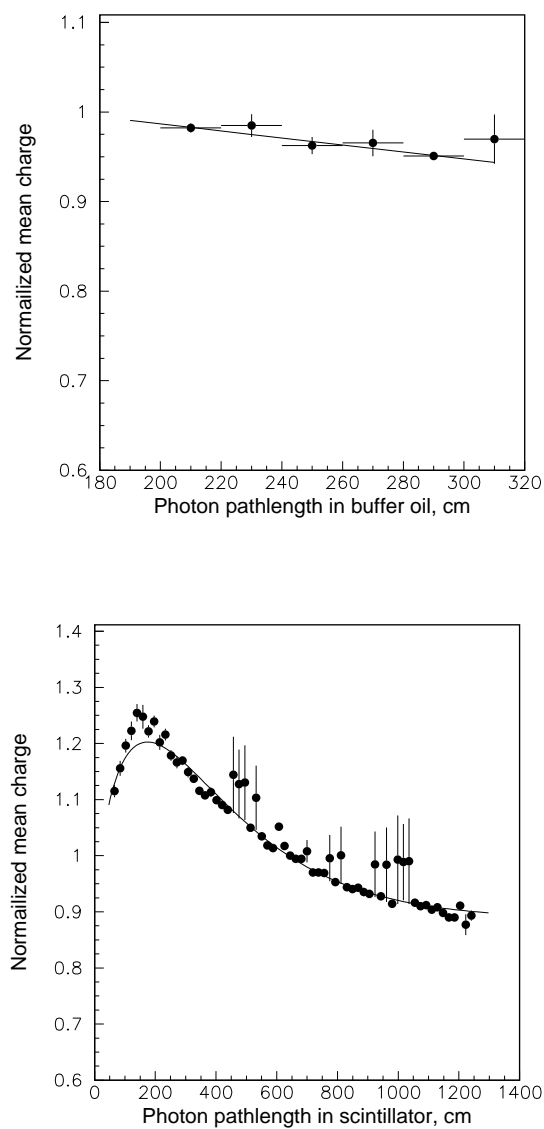 Normailized mean charge
1.1
1
0.9
0.8
0.7
0.6
180 200 220 240 260 280 300 320
Photon pathlength in buffer oil, cm
Normailized mean charge
1.4
1.3
1.2
1.1
1
0.9
0.8
0.7
0.6
0 200 400 600 800 1000 1200 1400
Photon pathlength in scintillator, cm